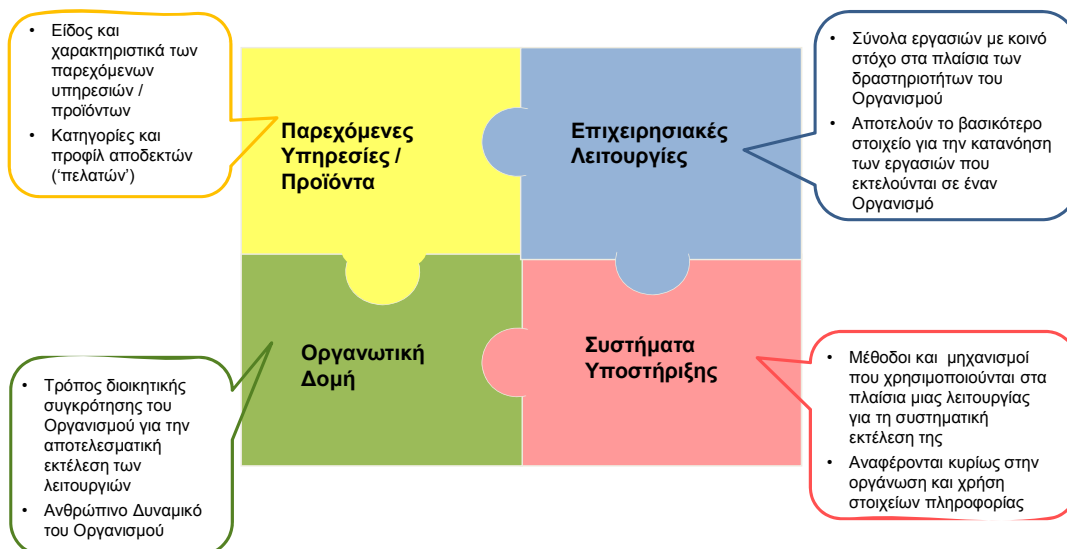 • Είδος και
χαρακτηριστικά των
παρεχόμενων
υπηρεσιών /
προϊόντων
• Κατηγορίες και
προφίλ αποδεκτών
(‘πελατών’)
Παρεχόμενες
Υπηρεσίες /
Προϊόντα
Επιχειρησιακές
Λειτουργίες
• Σύνολα εργασιών με κοινό
στόχο στα πλαίσια των
δραστηριοτήτων του
Οργανισμού
• Αποτελούν το βασικότερο
στοιχείο για την κατανόηση
των εργασιών που
εκτελούνται σε έναν
Οργανισμό
• Τρόπος διοικητικής
συγκρότησης του
Οργανισμού για την
αποτελεσματική
εκτέλεση των
λειτουργιών
• Ανθρώπινο Δυναμικό
του Οργανισμού
Οργανωτική
Δομή
Συστήματα
Υποστήριξης
• Μέθοδοι και μηχανισμοί
που χρησιμοποιούνται στα
πλαίσια μιας λειτουργίας
για τη συστηματική
εκτέλεση της
• Αναφέρονται κυρίως στην
οργάνωση και χρήση
στοιχείων πληροφορίας